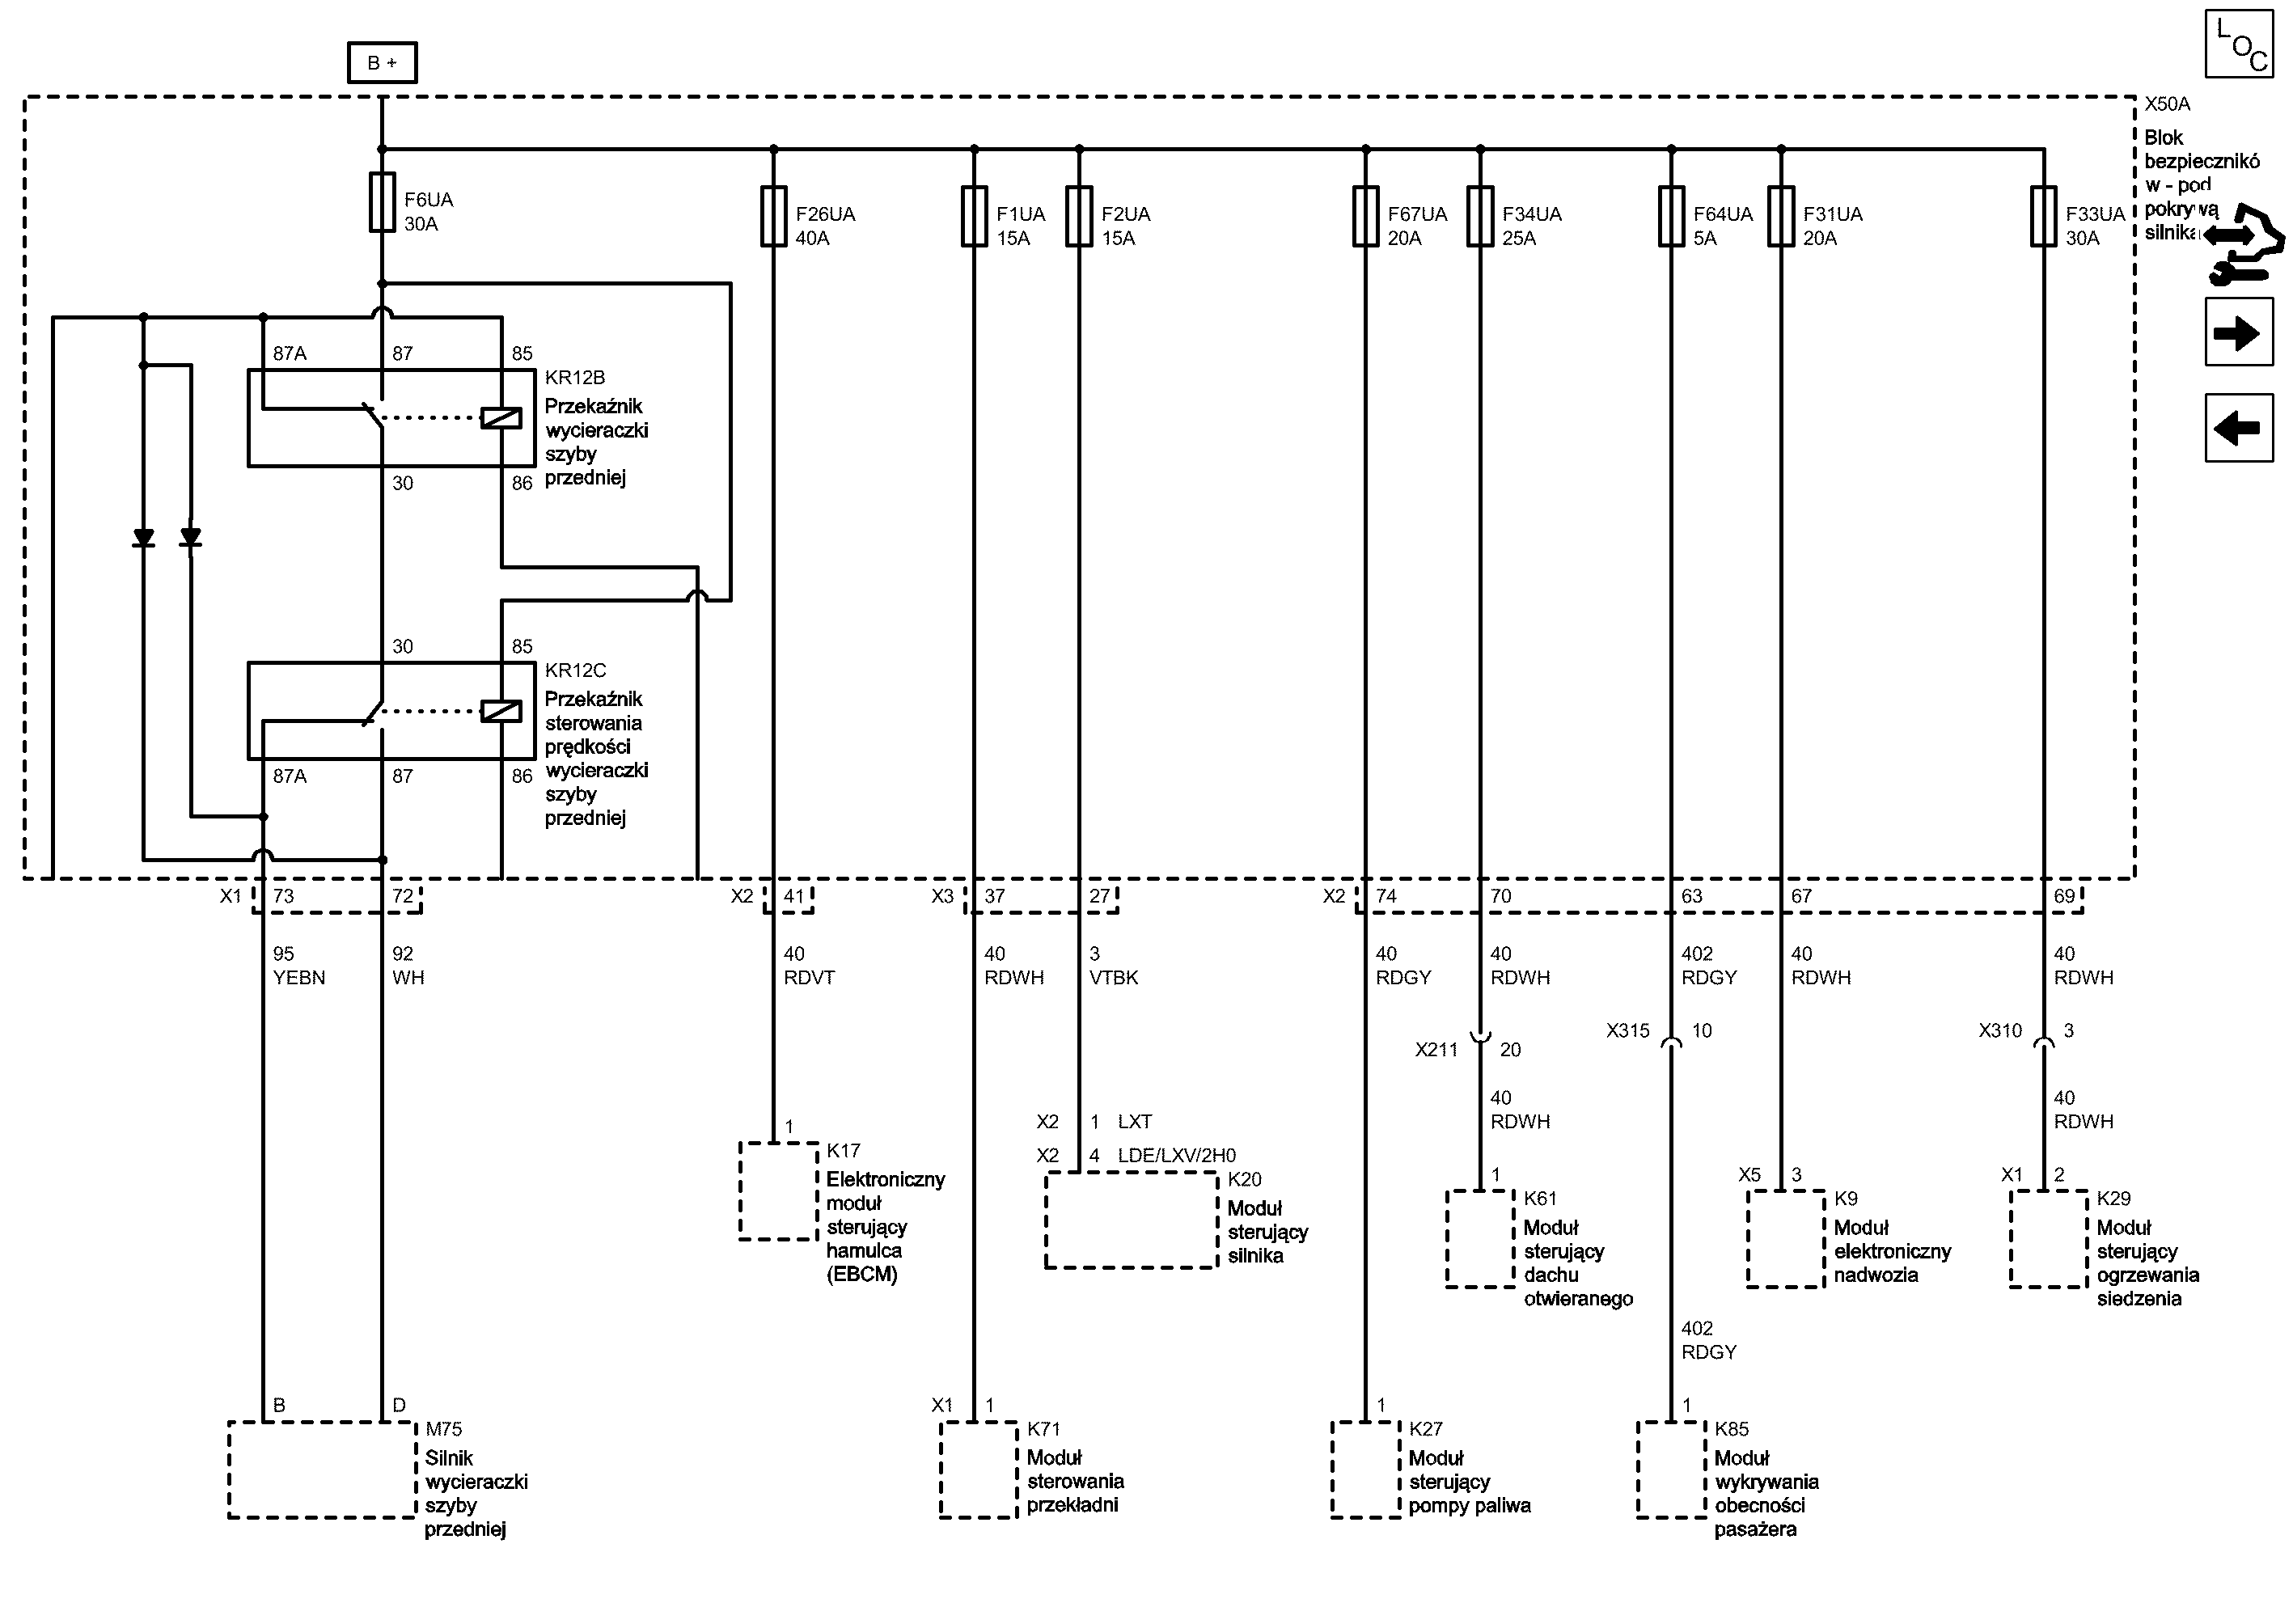 B +
L
O
C
X50A
Blok
bezpiecznikó
w - pod
pokrywą
silnika
F6UA
30A
F26UA
40A
F1UA
15A
F2UA
15A
F67UA
20A
F34UA
25A
F64UA
5A
F31UA
20A
F33UA
30A
87A 87 85
KR12B
Przekaźnik
wycieraczki
szyby
przedniej
30 86
30 85
KR12C
Przekaźnik
sterowania
prędkości
wycieraczki
szyby
przedniej
87A 87 86
X1 73 72 X2 41 X3 37 27 X2 74 70 63 67 69
95
YEBN
92
WH
40
RDVT
40
RDWH
3
VTBK
40
RDGY
40
RDWH
402
RDGY
40
RDWH
40
RDWH
X211 20
X315 10
X310 3
40
RDWH
40
RDWH
X2 1 LXT
X2 4 LDE/LXV/2H0
1
K17
Elektroniczny
moduł
sterujący
hamulca
(EBCM)
K20
Moduł
sterujący
silnika
1
K61
Moduł
sterujący
dachu
otwieranego
X5 3
K9
Moduł
elektroniczny
nadwozia
X1 2
K29
Moduł
sterujący
ogrzewania
siedzenia
402
RDGY
B D
M75
Silnik
wycieraczki
szyby
przedniej
X1 1
K71
Moduł
sterowania
przekładni
1
K27
Moduł
sterujący
pompy paliwa
1
K85
Moduł
wykrywania
obecności
pasażera